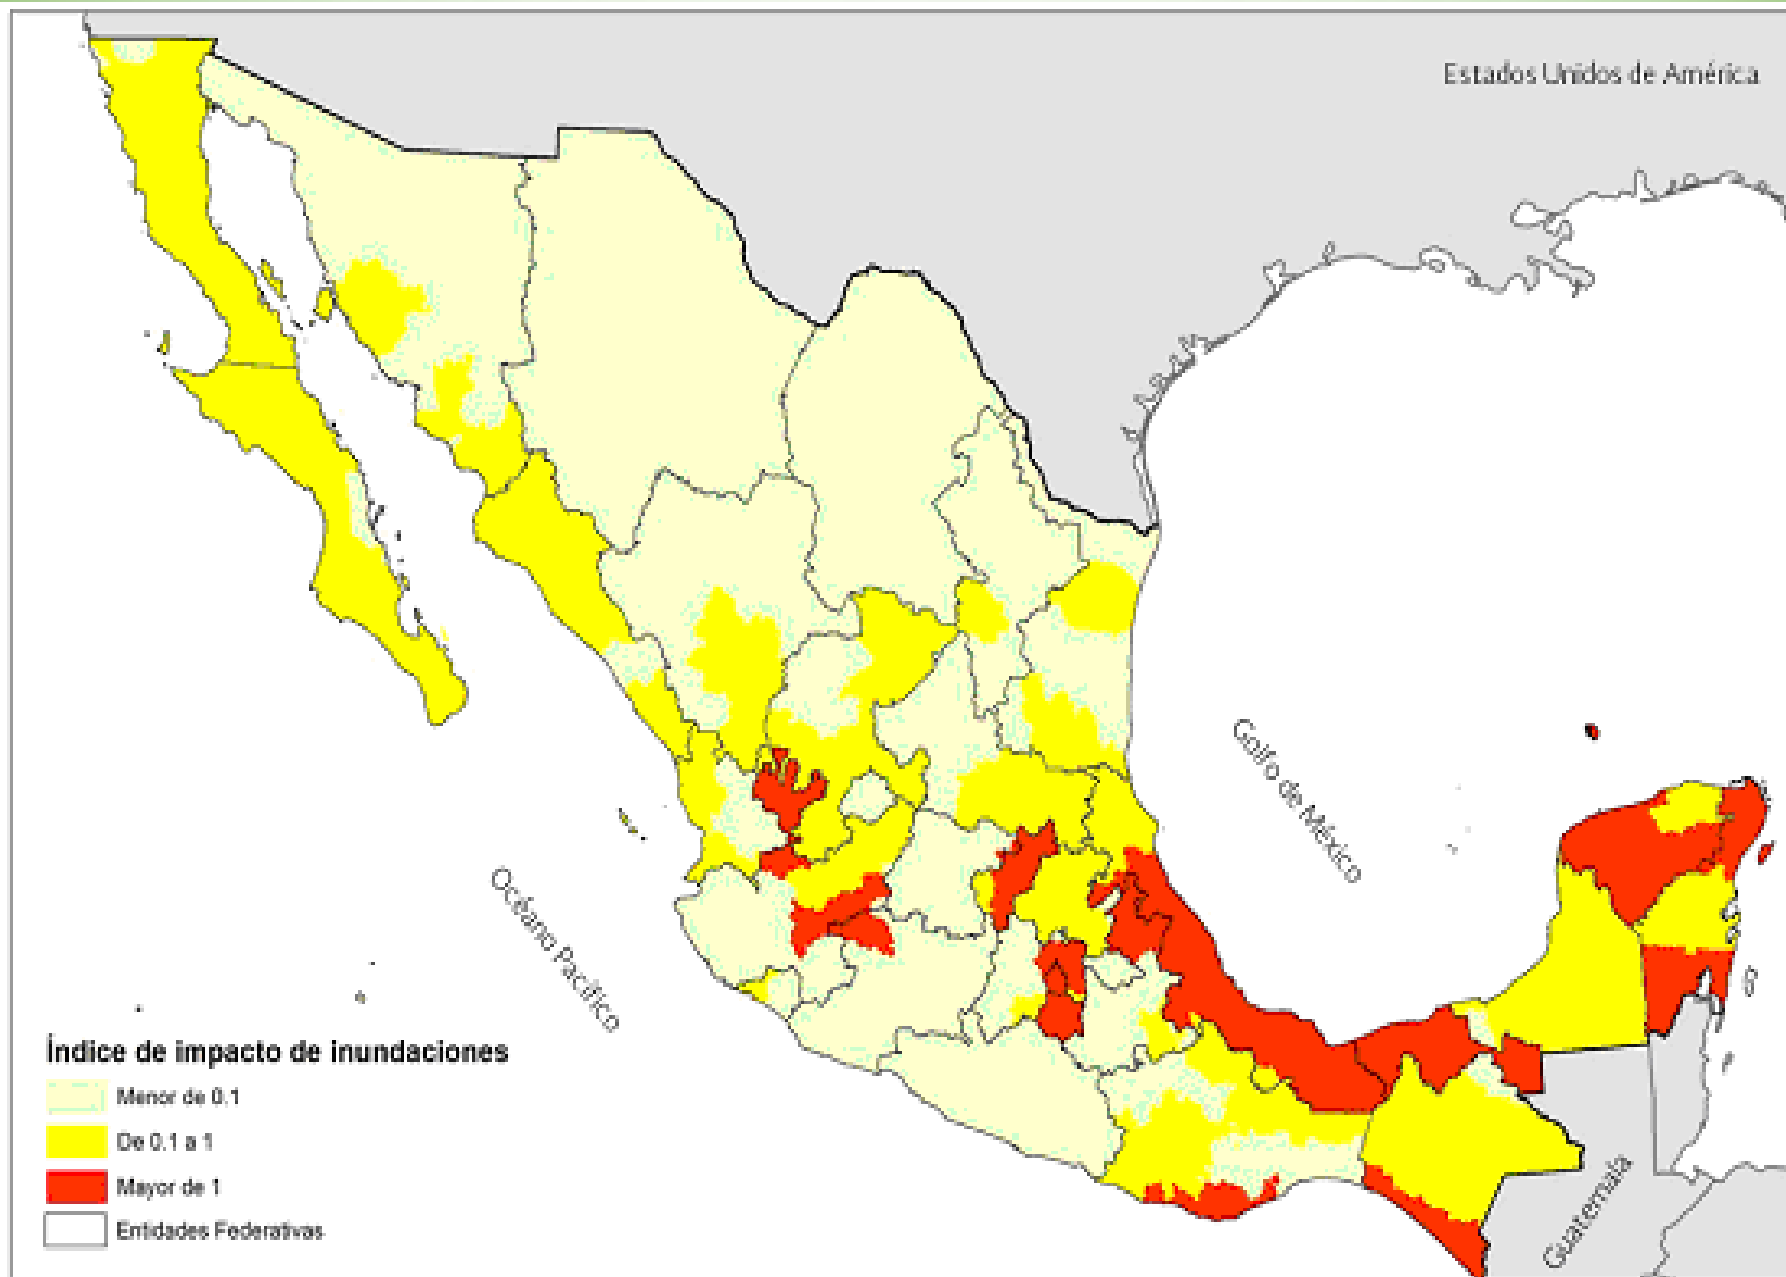 Estados Unidos de América
Golfo de México
Océano Pacífico
Índice de impacto de inundaciones
Menor de 0.1
De 0.1 a 1
Mayor de 1
Entidades Federativas
Guatemala